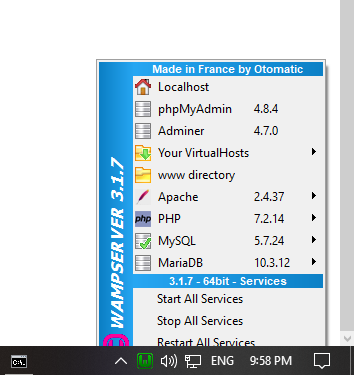 Made in France by Otomatic
Localhost
phpMyAdmin 4.8.4
Adminer 4.7.0
Your VirtualHosts
www directory
Apache 2.4.37
php PHP 7.2.14
MySQL 5.7.24
MariaDB 10.3.12
WAMPSERVER 3.1.7
3.1.7 - 64bit - Services
Start All Services
Stop All Services
Restart All Services
C:\.
ENG 9:58 PM